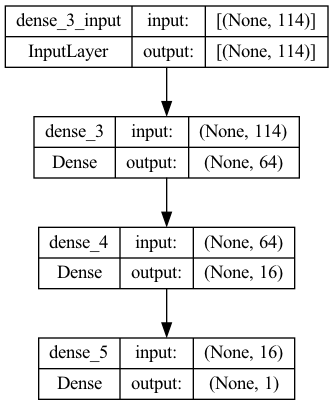 dense_3_input input: [(None, 114)]
InputLayer output: [(None, 114)]
dense_3 input: (None, 114)
Dense output: (None, 64)
dense_4 input: (None, 64)
Dense output: (None, 16)
dense_5 input: (None, 16)
Dense output: (None, 1)